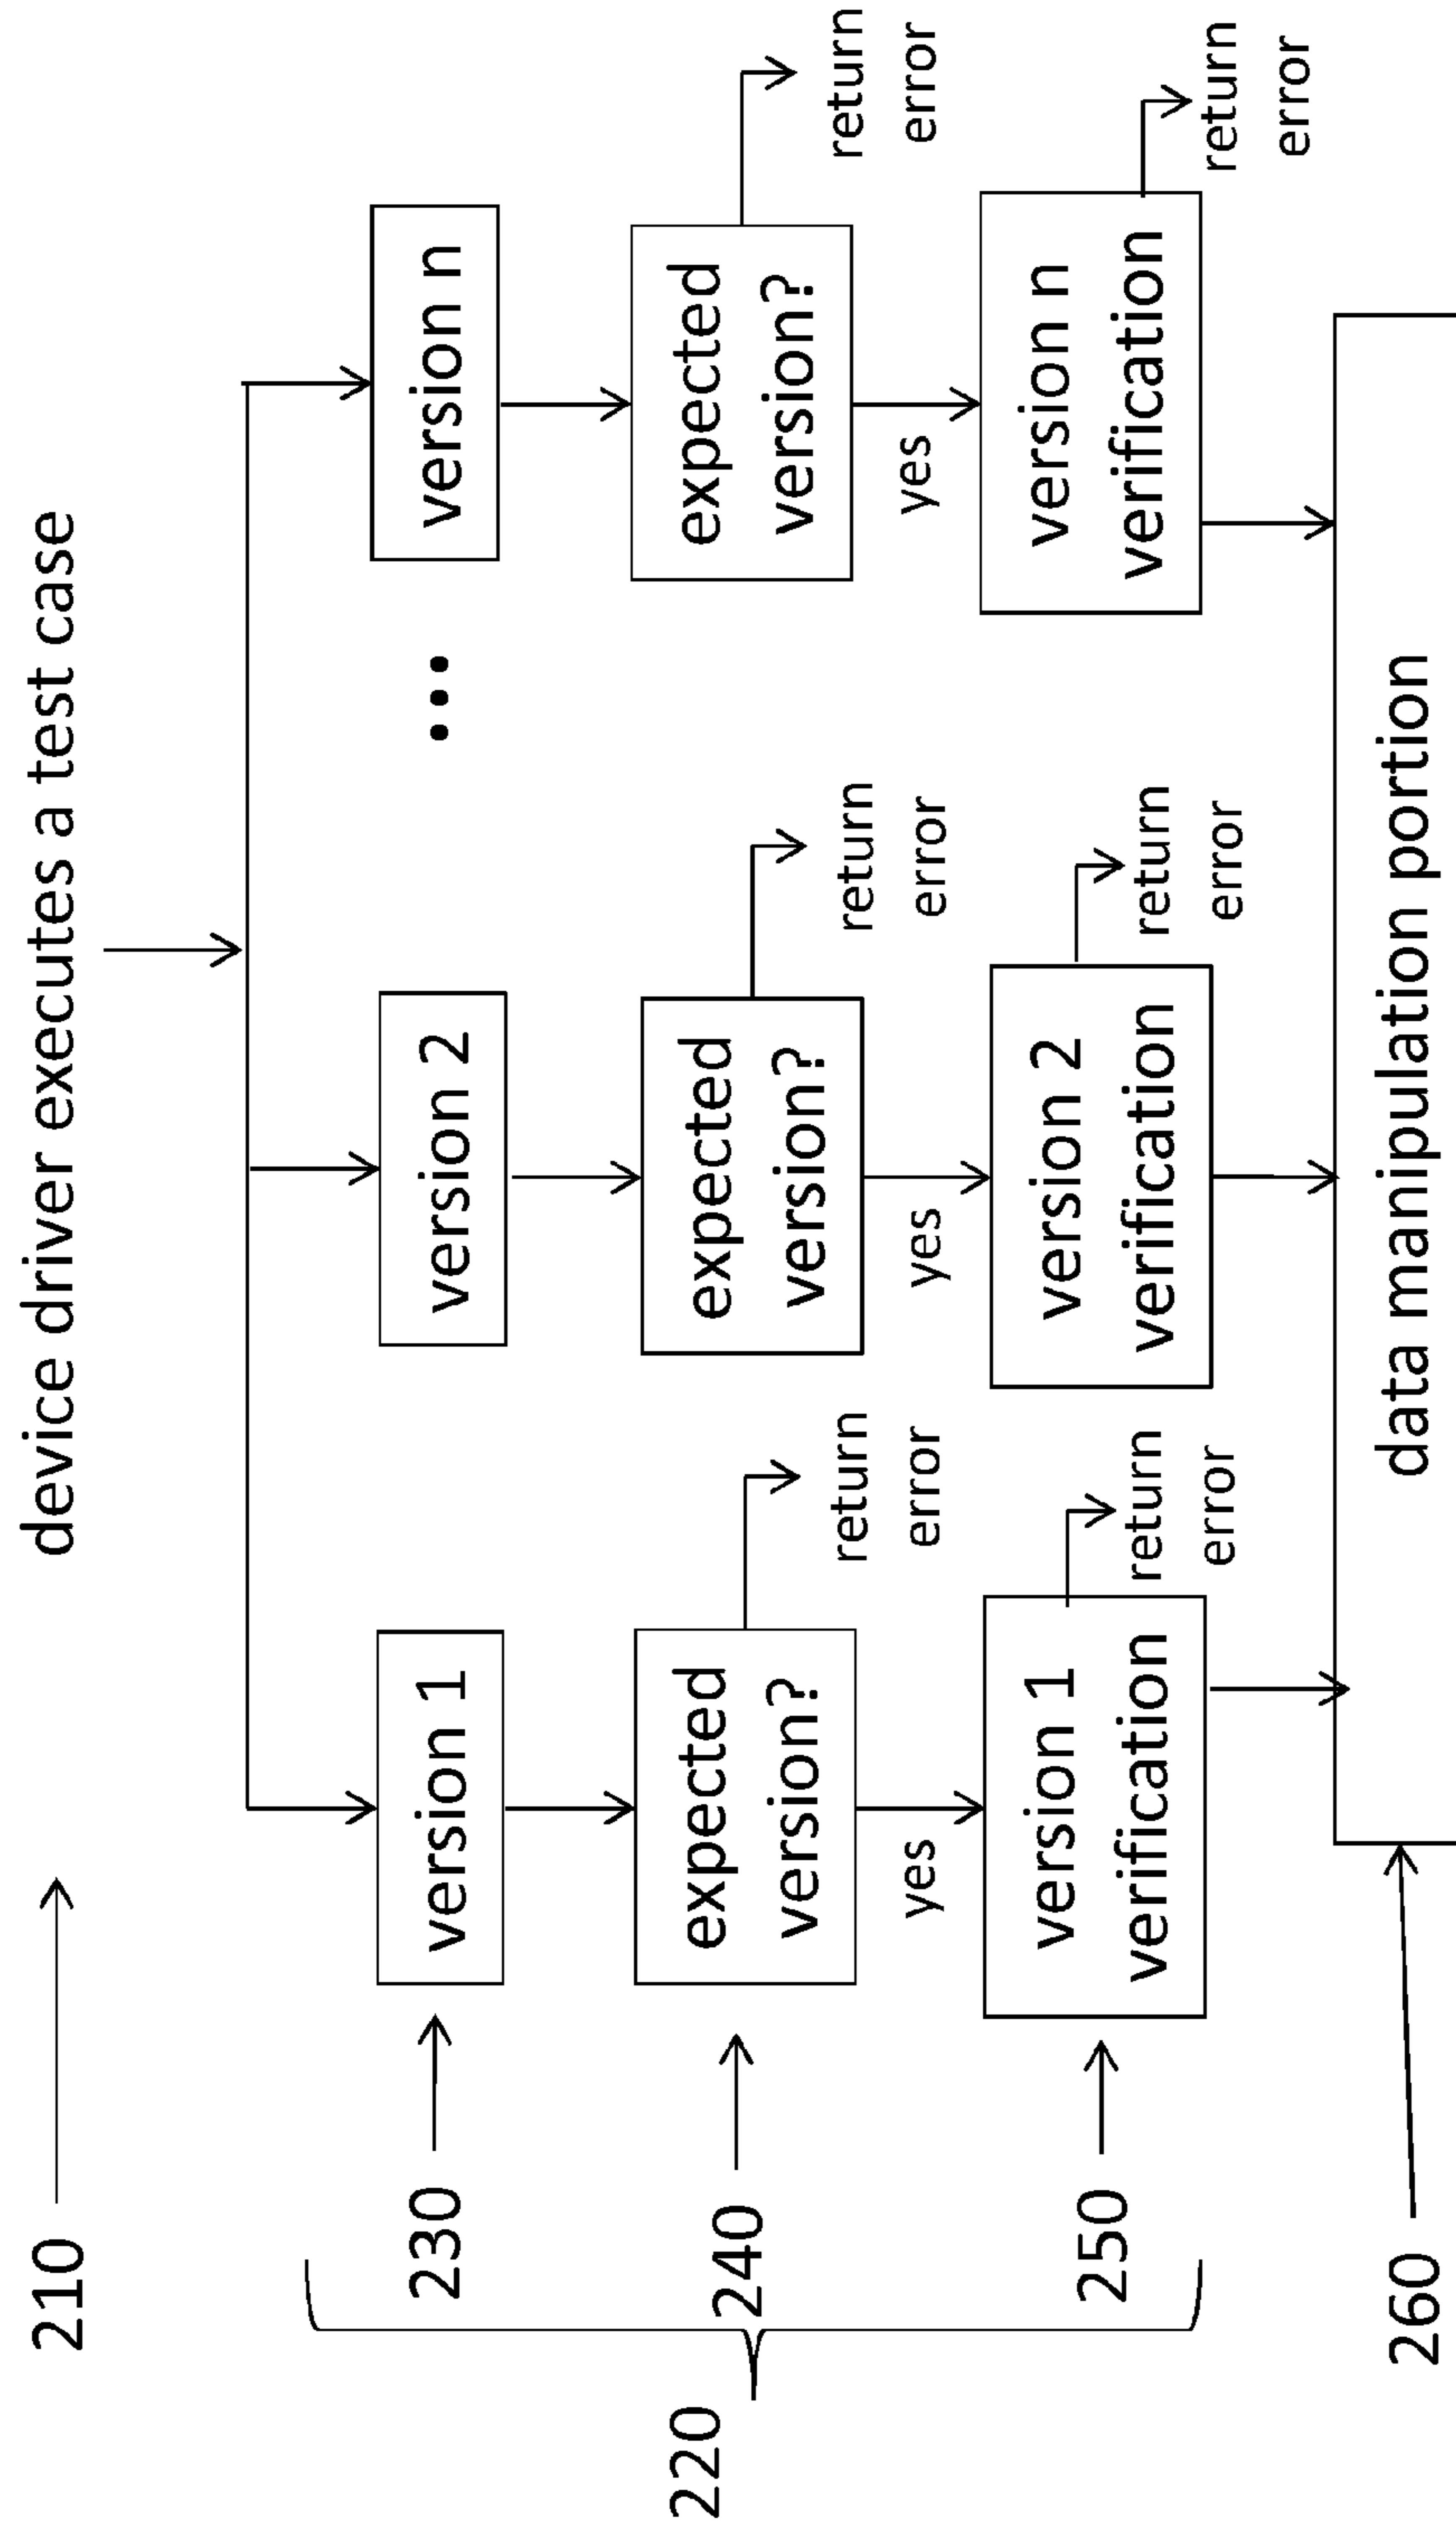 210
device driver executes a test case
220
230
version 1
version 2
...
version n
240
expected
version?
return
error
expected
version?
return
error
expected
version?
return
error
yes
yes
yes
250
version 1
verification
return
error
version 2
verification
return
error
version n
verification
return
error
260
data manipulation portion